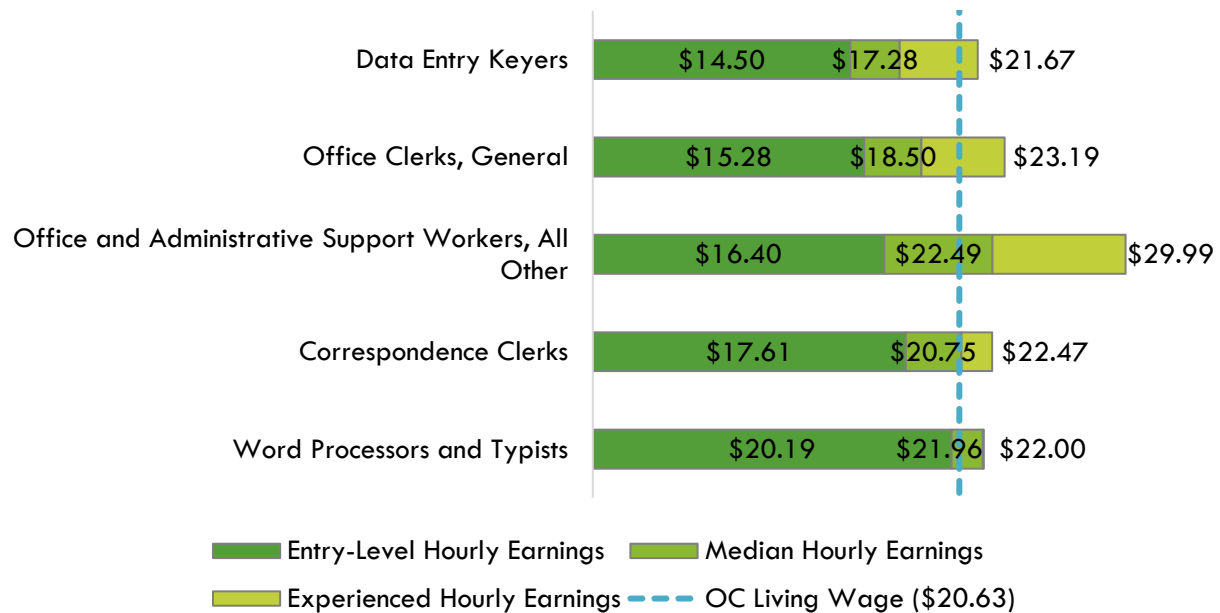 Data Entry Keyers $14.50 $17.28 $21.67
Office Clerks, General $15.28 $18.50 $23.19
Office and Administrative Support Workers, All
Other $16.40 $22.49 $29.99
Correspondence Clerks $17.61 $20.75 $22.47
Word Processors and Typists $20.19 $21.96 $22.00
Entry-Level Hourly Earnings Median Hourly Earnings
Experienced Hourly Earnings OC Living Wage ($20.63)